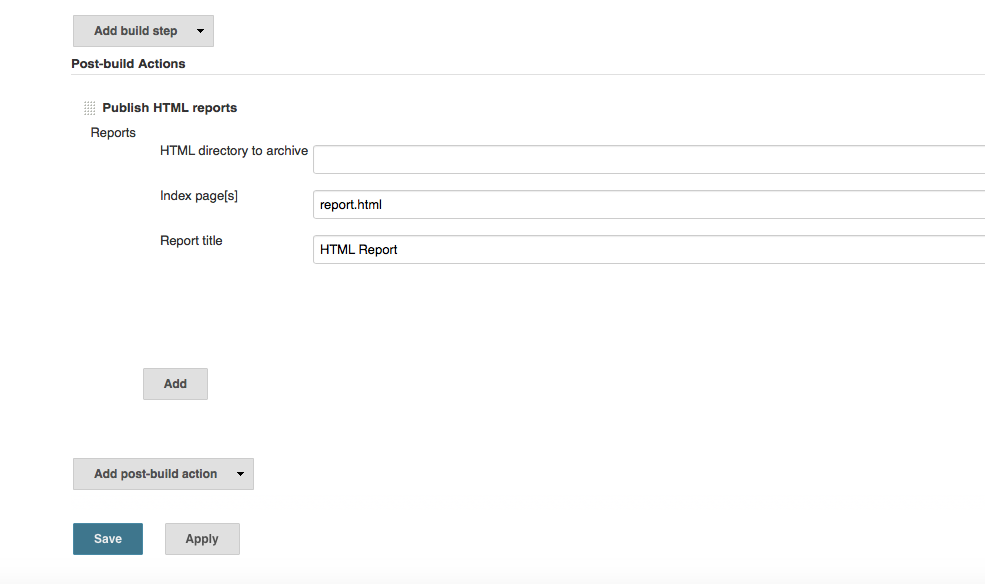 Add build step
Post-build Actions
Publish HTML reports
Reports
HTML directory to archive
Index page[s]
report.html
Report title
HTML Report
Add
Add post-build action
Save
Apply